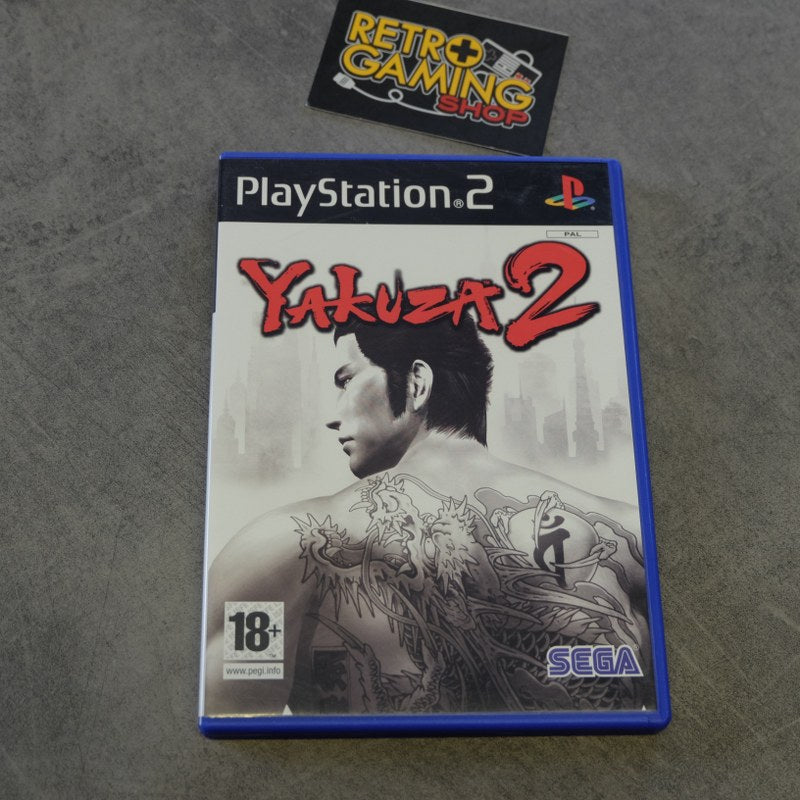 RETRO
GAMING
SHOP
PlayStation®2
PAL
YAKUZA 2
18+
www.pegi.info
SEGA